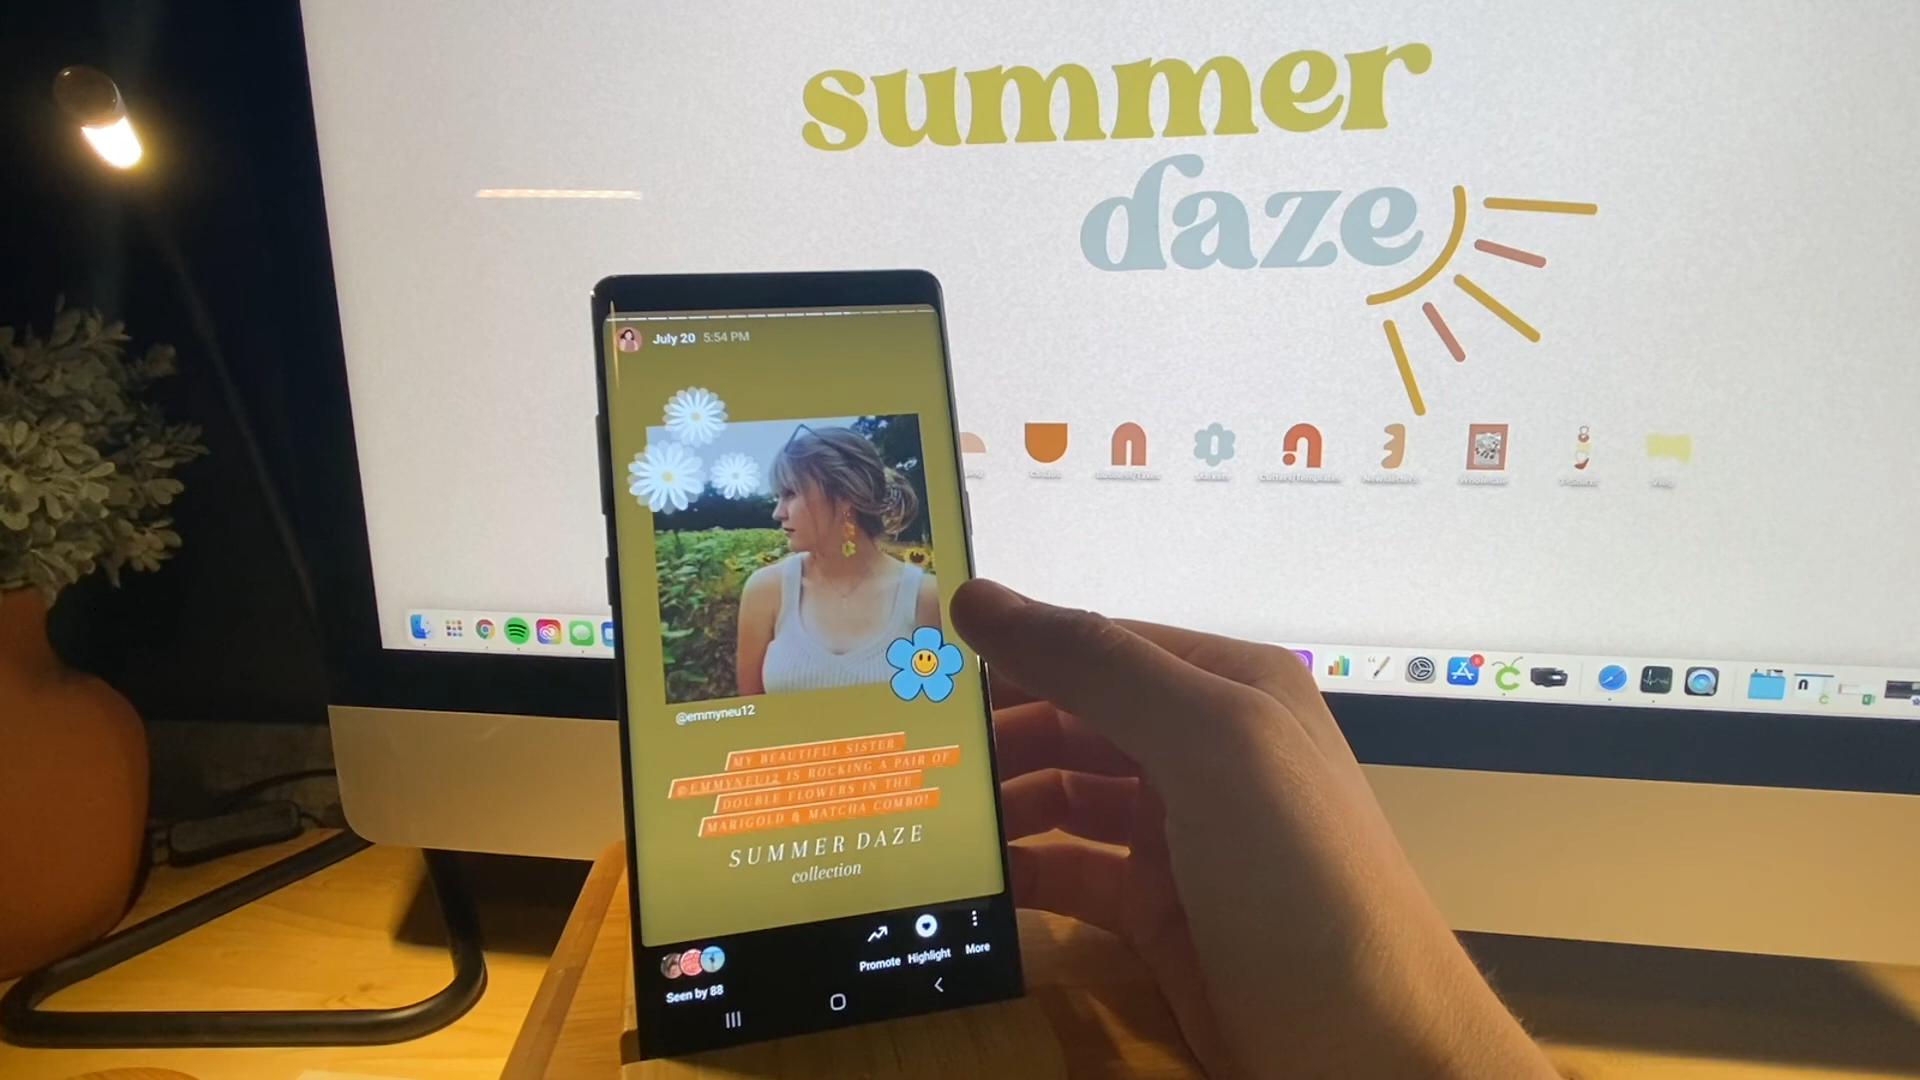 summer
daze
July 20 5:54 PM
@emmyneu12
MY BEAUTIFUL SISTER
@EMMYNEU12 IS ROCKING A PAIR OF
DOUBLE FLOWERS IN THE
MARIGOLD & MATCHA COMBO!
SUMMER DAZE
collection
Promote Highlight More
Seen by 88